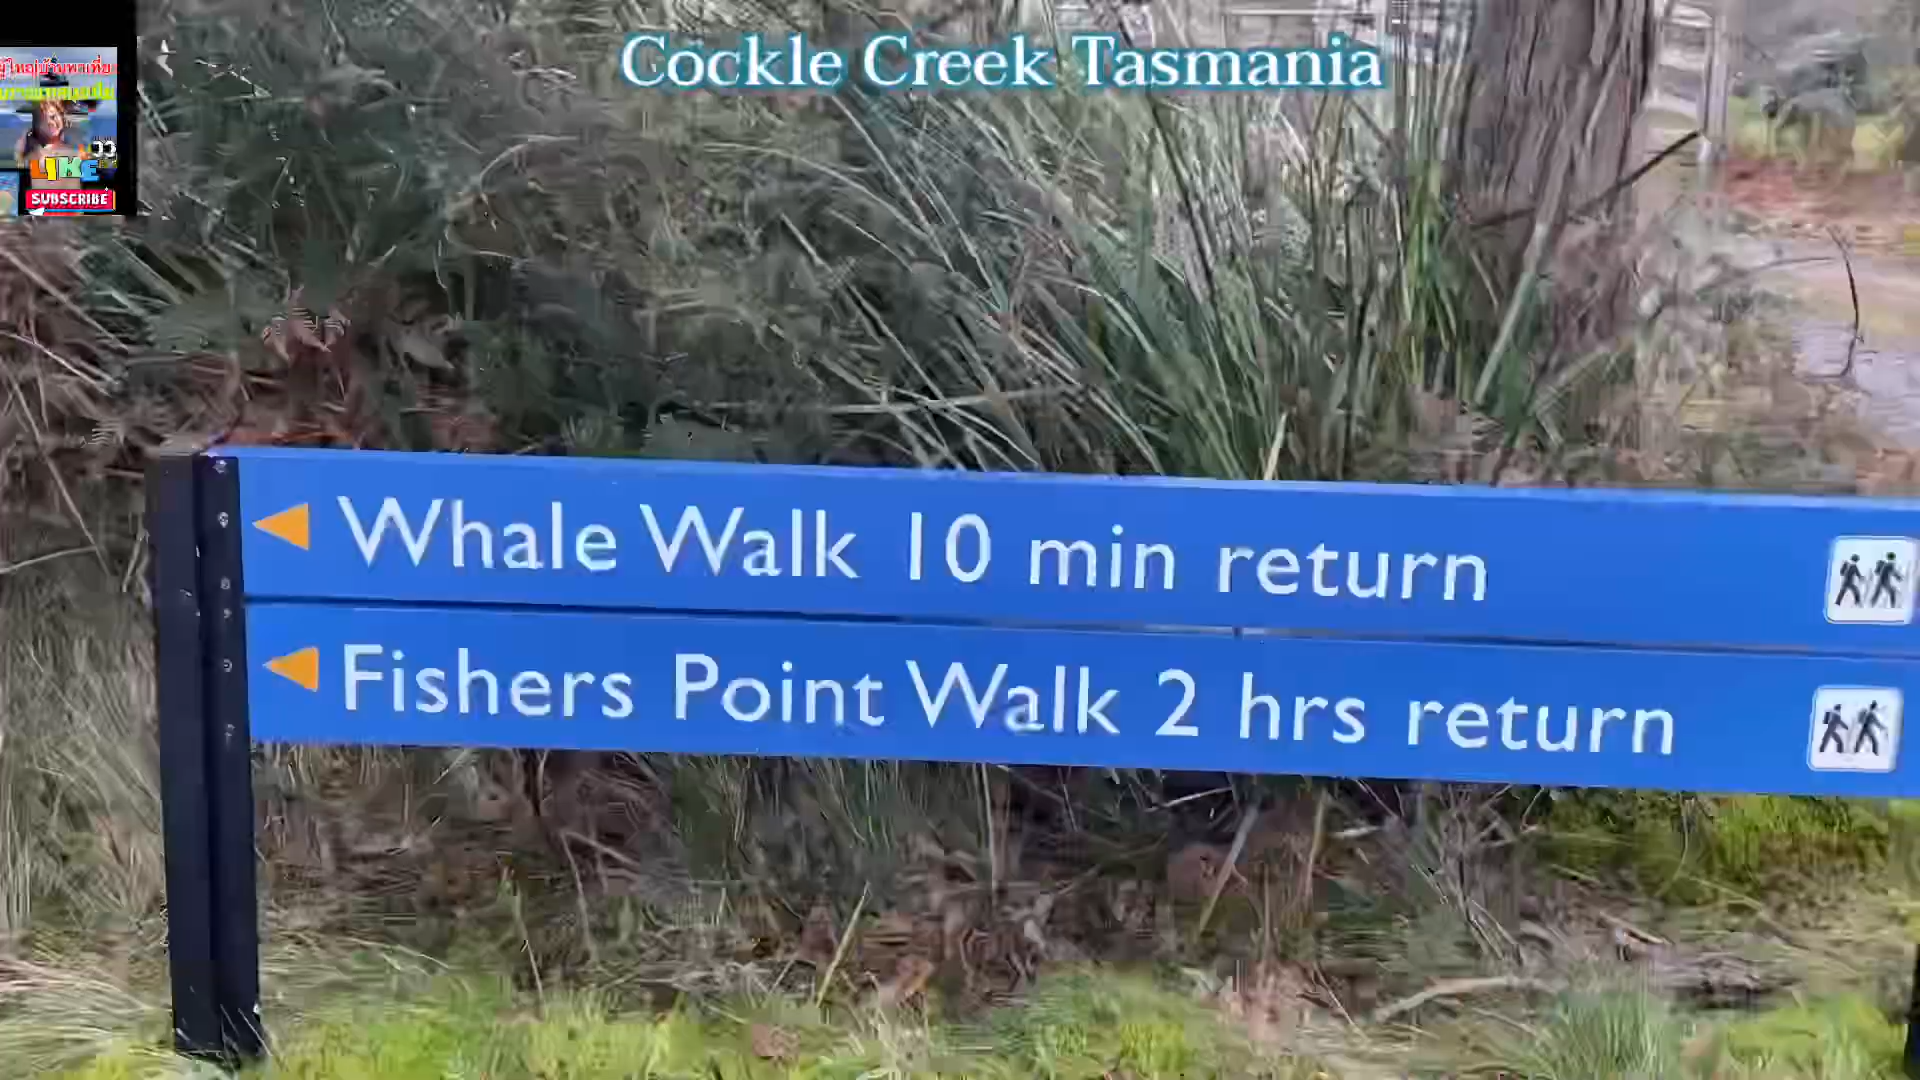 Cockle Creek Tasmania
LIKE
SUBSCRIBE
Whale Walk 10 min return
Fishers Point Walk 2 hrs return